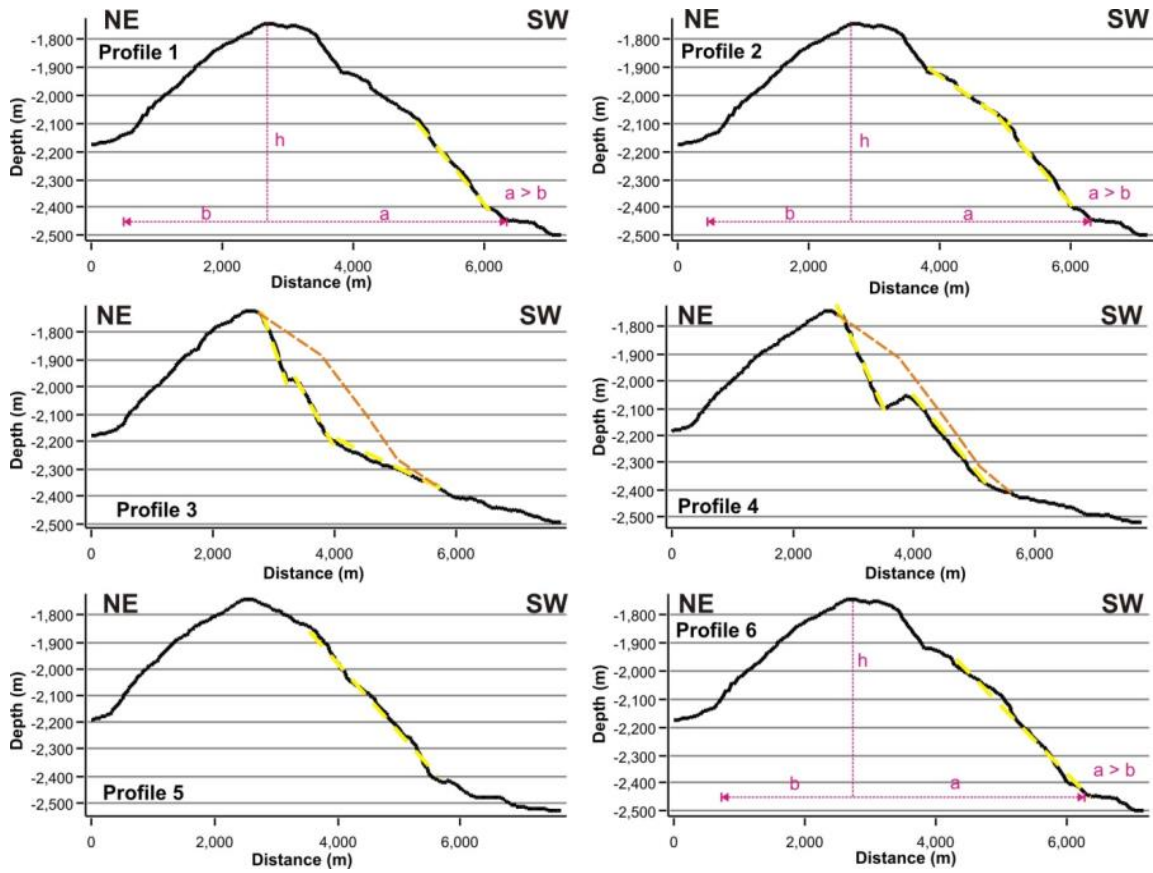 NE SW
Profile 1
-1,800
-1,900
-2,000
-2,100
-2,200
-2,300
-2,400
-2,500
Depth (m)
h
b a
a > b
0 2,000 4,000 6,000
Distance (m)
NE SW
Profile 2
-1,800
-1,900
-2,000
-2,100
-2,200
-2,300
-2,400
-2,500
Depth (m)
h
b a
a > b
0 2,000 4,000 6,000
Distance (m)
NE SW
-1,800
-1,900
-2,000
-2,100
-2,200
-2,300
-2,400
-2,500
Depth (m)
Profile 3
0 2,000 4,000 6,000
Distance (m)
NE SW
-1,800
-1,900
-2,000
-2,100
-2,200
-2,300
-2,400
-2,500
Depth (m)
Profile 4
0 2,000 4,000 6,000
Distance (m)
NE SW
-1,800
-1,900
-2,000
-2,100
-2,200
-2,300
-2,400
-2,500
Depth (m)
Profile 5
0 2,000 4,000 6,000
Distance (m)
NE SW
Profile 6
-1,800
-1,900
-2,000
-2,100
-2,200
-2,300
-2,400
-2,500
Depth (m)
h
b a
a > b
0 2,000 4,000 6,000
Distance (m)